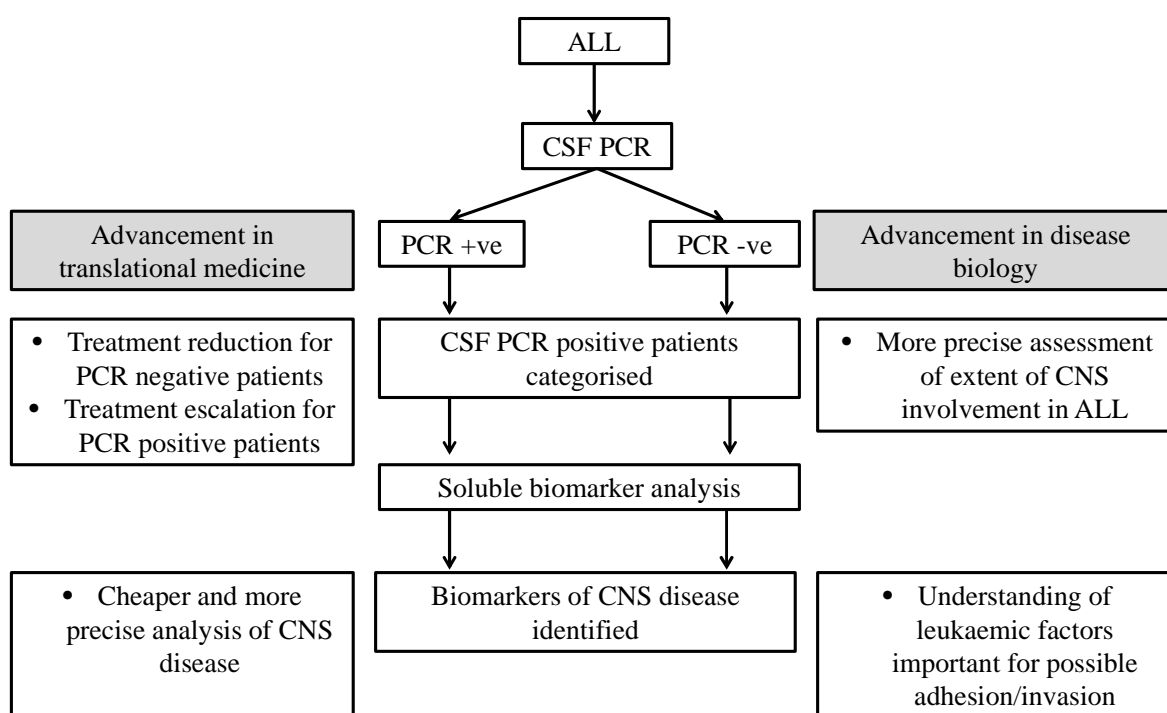 ALL
CSF PCR
PCR +ve
PCR -ve
Advancement in
translational medicine
Advancement in disease
biology
• Treatment reduction for
PCR negative patients
• Treatment escalation for
PCR positive patients
CSF PCR positive patients
categorised
• More precise assessment
of extent of CNS
involvement in ALL
Soluble biomarker analysis
• Cheaper and more
precise analysis of CNS
disease
Biomarkers of CNS disease
identified
• Understanding of
leukaemic factors
important for possible
adhesion/invasion